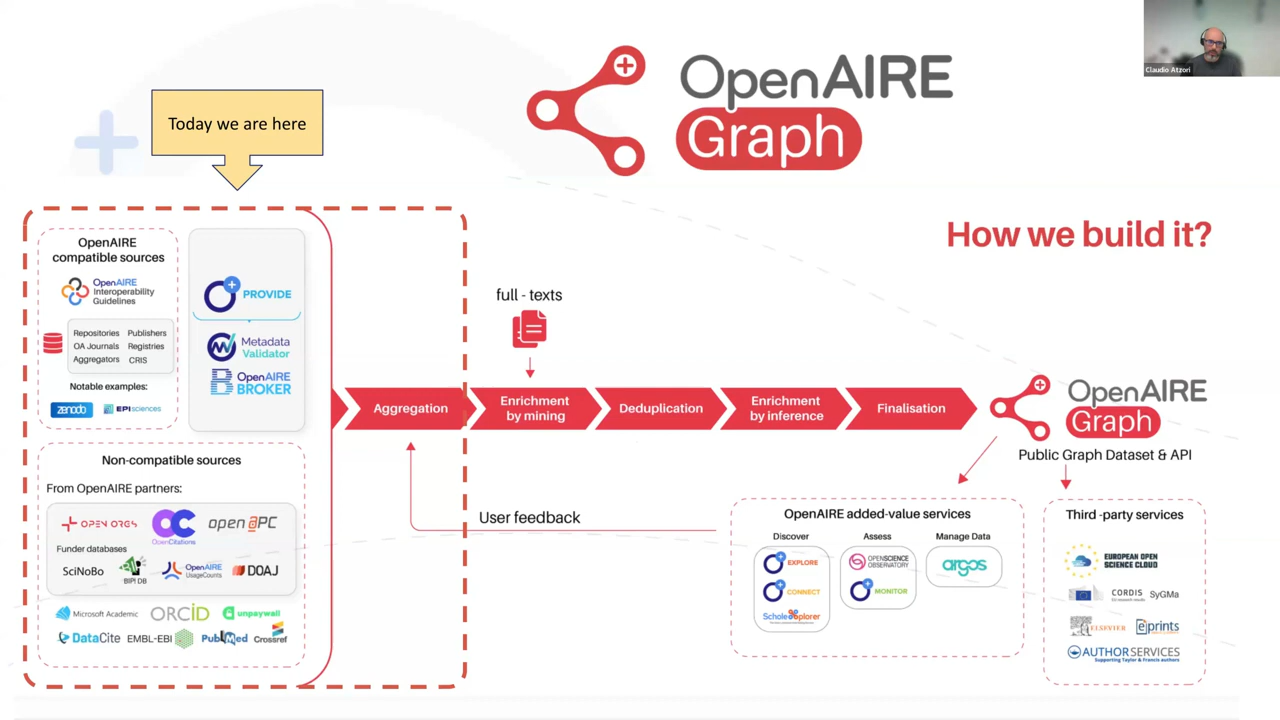 Claudio Atzori
OpenAIRE
Graph
Today we are here
How we build it?
OpenAIRE
compatible sources
OpenAIRE
Interoperability
Guidelines
Repositories Publishers
OA Journals Registries
Aggregators CRIS
Notable examples:
zenodo EPIsciences
PROVIDE
Metadata
Validator
OpenAIRE
BROKER
Non-compatible sources
From OpenAIRE partners:
OPEN ORGS
OpenCitations
openAPC
Funder databases
SciNoBo
BIP! DB
OpenAIRE
UsageCounts
DOAJ
Microsoft Academic ORCID unpaywall
DataCite EMBL-EBI PubMed Crossref
full - texts
Aggregation
Enrichment
by mining
Deduplication
Enrichment
by inference
Finalisation
OpenAIRE
Graph
Public Graph Dataset & API
User feedback
OpenAIRE added-value services
Discover Assess Manage Data
EXPLORE
CONNECT
ScholeXplorer
OPENSCIENCE
OBSERVATORY
MONITOR
argos
Third -party services
EUROPEAN OPEN
SCIENCE CLOUD
CORDIS
SyGMa
ELSEVIER
eprints
AUTHOR SERVICES
Supporting Taylor & Francis authors